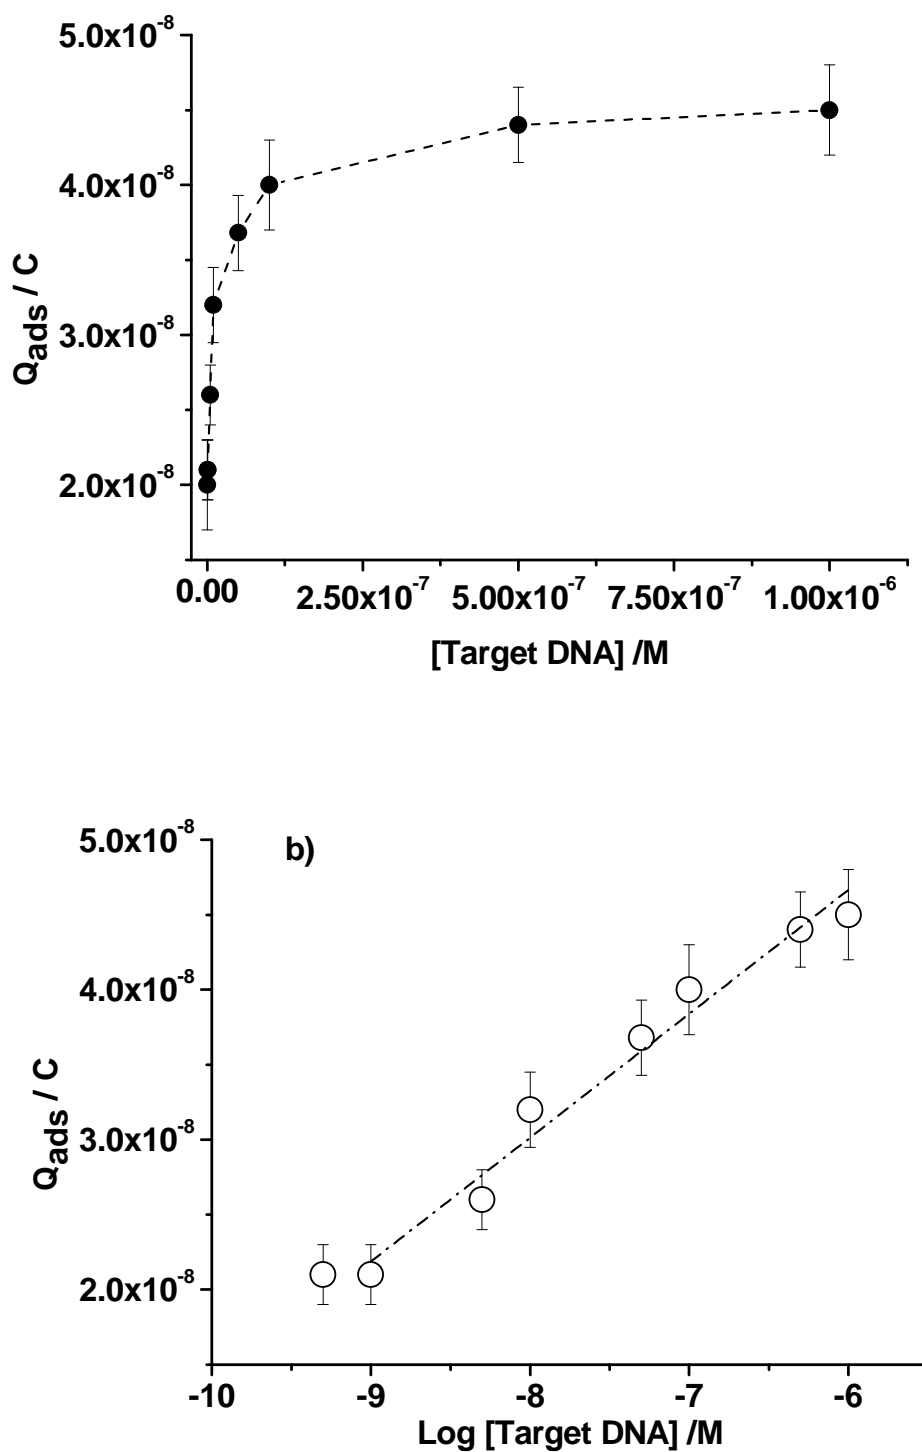 5.0x10⁻⁸
4.0x10⁻⁸
3.0x10⁻⁸
2.0x10⁻⁸
Qads / C
0.00 2.50x10⁻⁷ 5.00x10⁻⁷ 7.50x10⁻⁷ 1.00x10⁻⁶
[Target DNA] /M
b)
5.0x10⁻⁸
4.0x10⁻⁸
3.0x10⁻⁸
2.0x10⁻⁸
Qads / C
-10 -9 -8 -7 -6
Log [Target DNA] /M